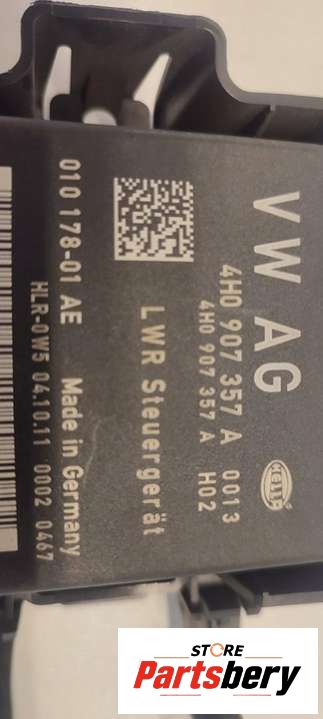 VW AG
4H0 907 357 A 0013
4H0 907 357 A H02
HELLA
LWR Steuergerät
010 178-01 AE Made in Germany
HLR-0W5 04.10.11 0002 0467
STORE
Partsbery